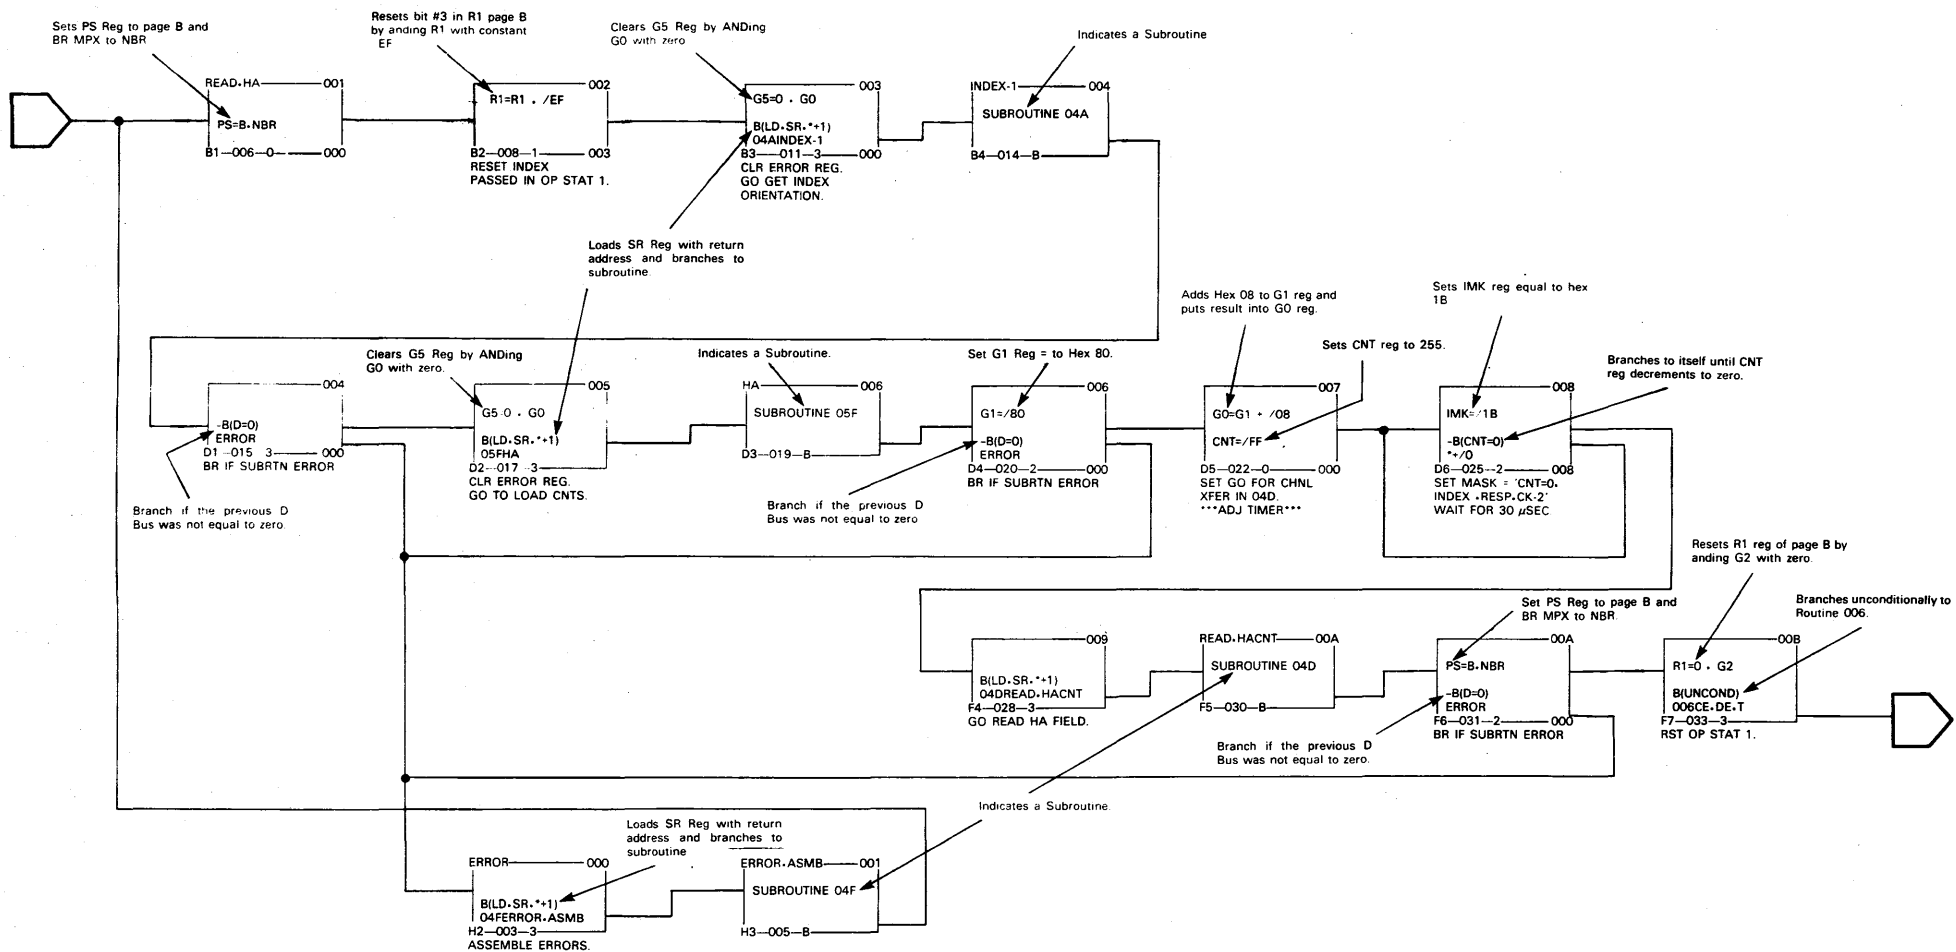 Sets PS Reg to page B and
BR MPX to NBR
READ.HA 001
PS=B.NBR
B1—006—0— 000
Resets bit #3 in R1 page B
by anding R1 with constant
EF
002
R1=R1 . /EF
B2—008—1— 003
RESET INDEX
PASSED IN OP STAT 1.
Clears G5 Reg by ANDing
G0 with zero
003
G5=0 . G0
B(LD.SR.*+1)
04AINDEX-1
B3—011—3— 000
CLR ERROR REG.
GO GET INDEX
ORIENTATION.
Indicates a Subroutine
INDEX-1 004
SUBROUTINE 04A
B4—014—B
Loads SR Reg with return
address and branches to
subroutine.
004
-B(D=0)
ERROR
D1—015 3— 000
BR IF SUBRTN ERROR
Branch if the previous D
Bus was not equal to zero.
Clears G5 Reg by ANDing
G0 with zero.
005
G5 0 . G0
B(LD.SR.*+1)
05FHA
D2—017—3
CLR ERROR REG.
GO TO LOAD CNTS.
Indicates a Subroutine.
HA 006
SUBROUTINE 05F
D3—019—B
Set G1 Reg = to Hex 80.
006
G1=/80
-B(D=0)
ERROR
D4—020—2— 000
BR IF SUBRTN ERROR
Branch if the previous D
Bus was not equal to zero
Adds Hex 08 to G1 reg and
puts result into G0 reg.
Sets CNT reg to 255.
007
G0=G1 + /08
CNT=/FF
D5—022—0— 000
SET GO FOR CHNL
XFER IN 04D.
***ADJ TIMER***
Sets IMK reg equal to hex
1B
Branches to itself until CNT
reg decrements to zero.
008
IMK=/1B
-B(CNT=0)
*+/0
D6—025—2— 008
SET MASK = 'CNT=0.
INDEX .RESP.CK-2'
WAIT FOR 30 µSEC
009
B(LD.SR.*+1)
04DREAD.HACNT
F4—028—3
GO READ HA FIELD.
READ.HACNT 00A
SUBROUTINE 04D
F5—030—B
Set PS Reg to page B and
BR MPX to NBR.
00A
PS=B.NBR
-B(D=0)
ERROR
F6—031—2— 000
BR IF SUBRTN ERROR
Branch if the previous D
Bus was not equal to zero.
Resets R1 reg of page B by
anding G2 with zero.
Branches unconditionally to
Routine 006.
00B
R1=0 . G2
B(UNCOND)
006CE.DE.T
F7—033—3
RST OP STAT 1.
Indicates a Subroutine.
Loads SR Reg with return
address and branches to
subroutine
ERROR 000
B(LD.SR.*+1)
04FERROR.ASMB
H2—003—3
ASSEMBLE ERRORS.
ERROR.ASMB 001
SUBROUTINE 04F
H3—005—B